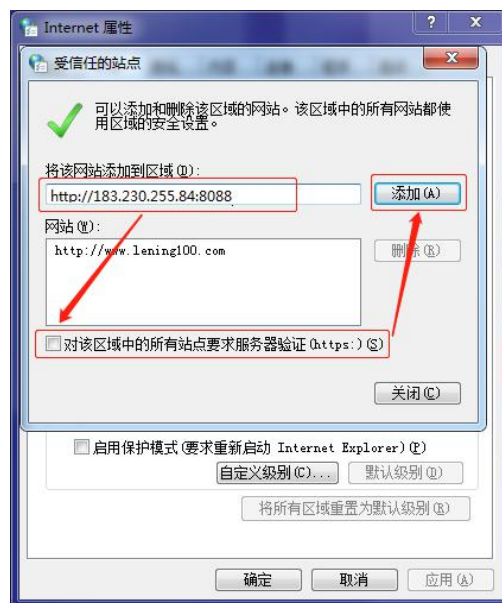 Internet 属性
受信任的站点
可以添加和删除该区域的网站。该区域中的所有网站都使
用区域的安全设置。
将该网站添加到区域(D):
http://183.230.255.84:8088
添加(A)
网站(W):
http://www.lening100.com
删除(R)
对该区域中的所有站点要求服务器验证(https:)(S)
关闭(C)
启用保护模式(要求重新启动 Internet Explorer)(P)
自定义级别(C)...
默认级别(D)
将所有区域重置为默认级别(R)
确定
取消
应用(A)